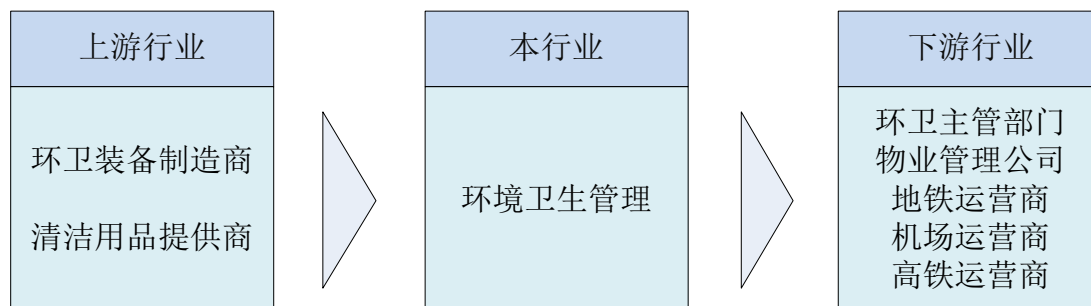 上游行业
环卫装备制造商
清洁用品提供商
本行业
环境卫生管理
下游行业
环卫主管部门
物业管理公司
地铁运营商
机场运营商
高铁运营商